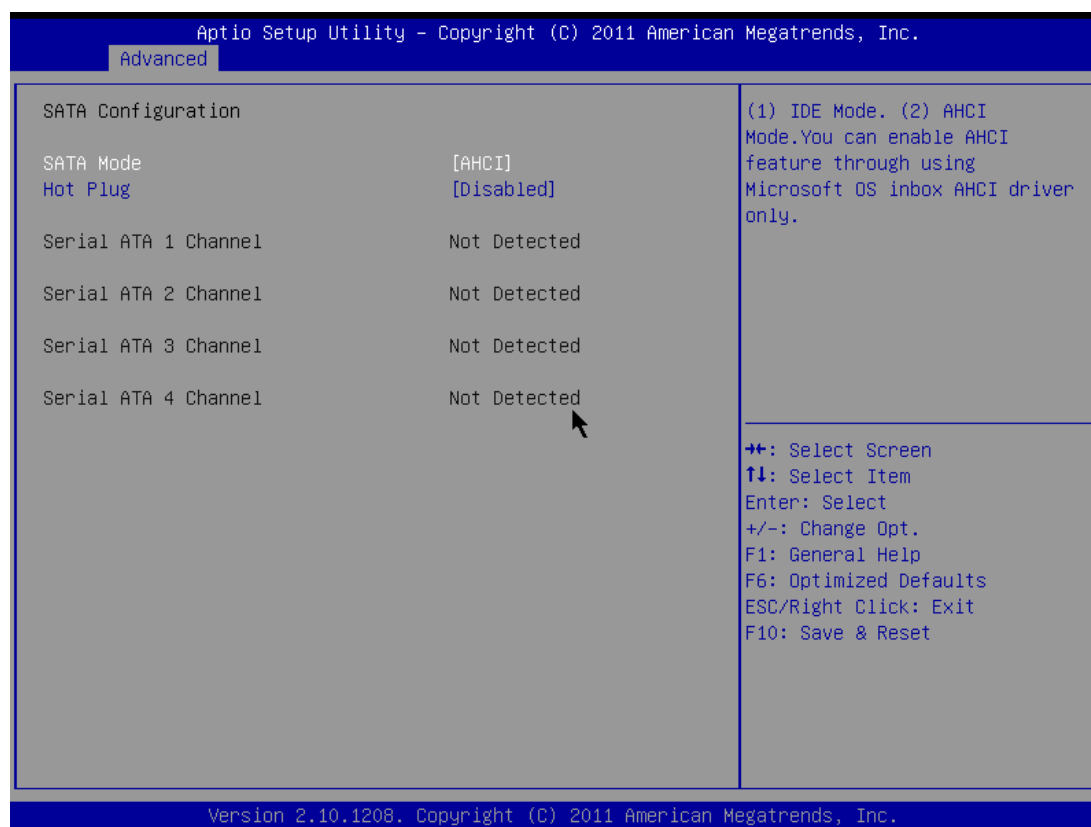 Aptio Setup Utility – Copyright (C) 2011 American Megatrends, Inc.
Advanced
SATA Configuration
SATA Mode [AHCI]
Hot Plug [Disabled]
Serial ATA 1 Channel Not Detected
Serial ATA 2 Channel Not Detected
Serial ATA 3 Channel Not Detected
Serial ATA 4 Channel Not Detected
(1) IDE Mode. (2) AHCI
Mode.You can enable AHCI
feature through using
Microsoft OS inbox AHCI driver
only.
→←: Select Screen
↑↓: Select Item
Enter: Select
+/-: Change Opt.
F1: General Help
F6: Optimized Defaults
ESC/Right Click: Exit
F10: Save & Reset
Version 2.10.1208. Copyright (C) 2011 American Megatrends, Inc.